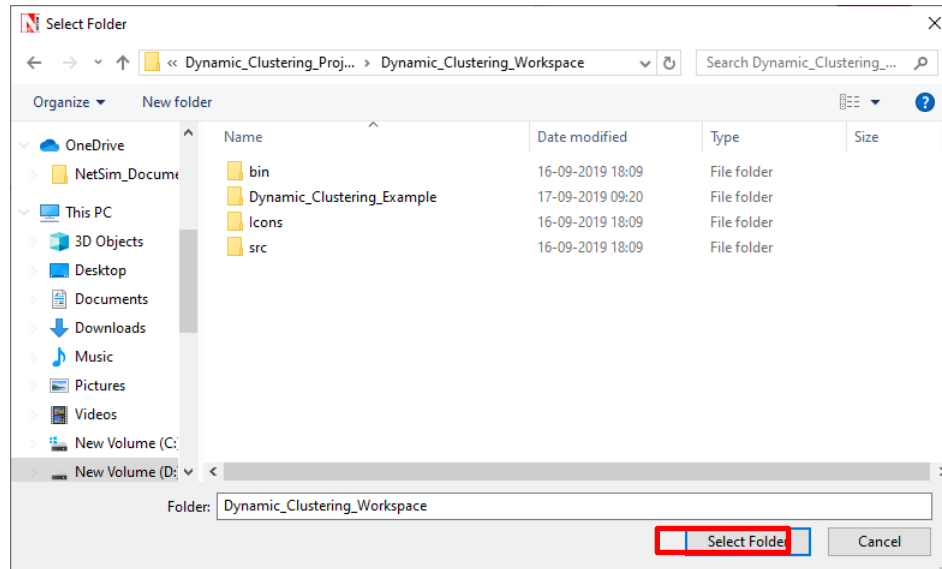 Select Folder
« Dynamic_Clustering_Proj... › Dynamic_Clustering_Workspace Search Dynamic_Clustering_...
Organize New folder
Name Date modified Type Size
OneDrive
NetSim_Docume
This PC
3D Objects
Desktop
Documents
Downloads
Music
Pictures
Videos
New Volume (C:
New Volume (D:
bin 16-09-2019 18:09 File folder
Dynamic_Clustering_Example 17-09-2019 09:20 File folder
Icons 16-09-2019 18:09 File folder
src 16-09-2019 18:09 File folder
Folder: Dynamic_Clustering_Workspace
Select Folder Cancel